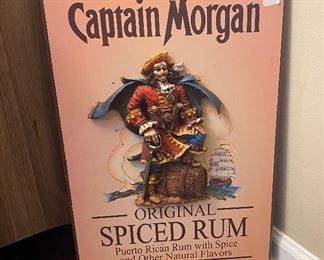 Captain Morgan
ORIGINAL
SPICED RUM
Puerto Rican Rum with Spice
and Other Natural Flavors